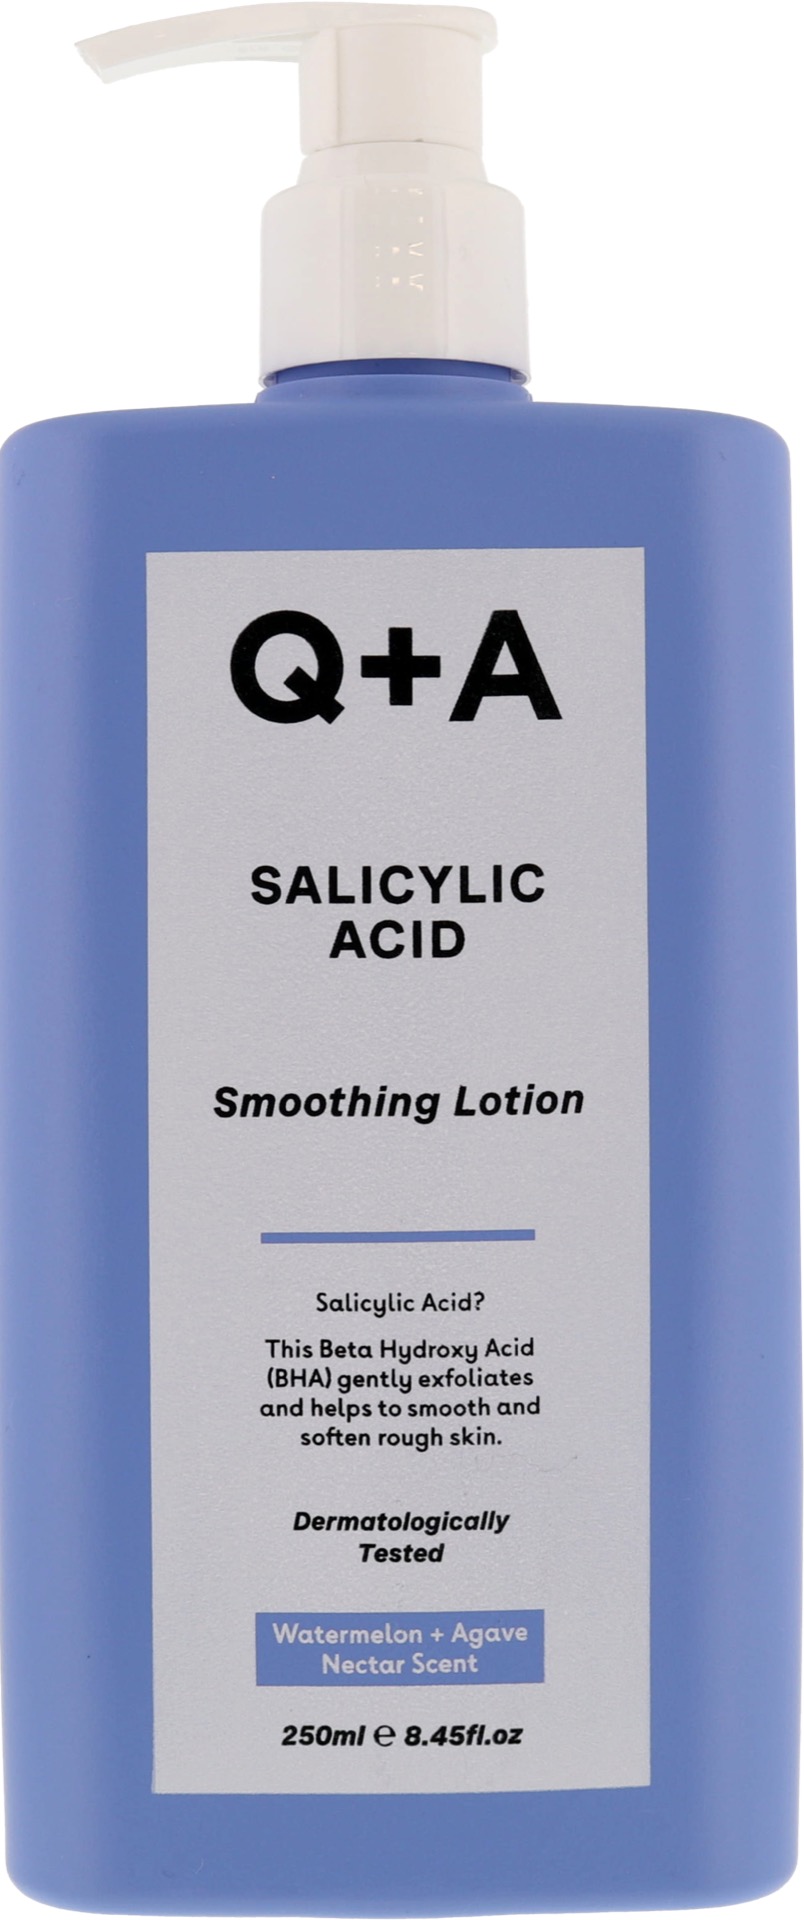 Q+A
SALICYLIC
ACID
Smoothing Lotion
Salicylic Acid?
This Beta Hydroxy Acid
(BHA) gently exfoliates
and helps to smooth and
soften rough skin.
Dermatologically
Tested
Watermelon + Agave
Nectar Scent
250ml ℮ 8.45fl.oz